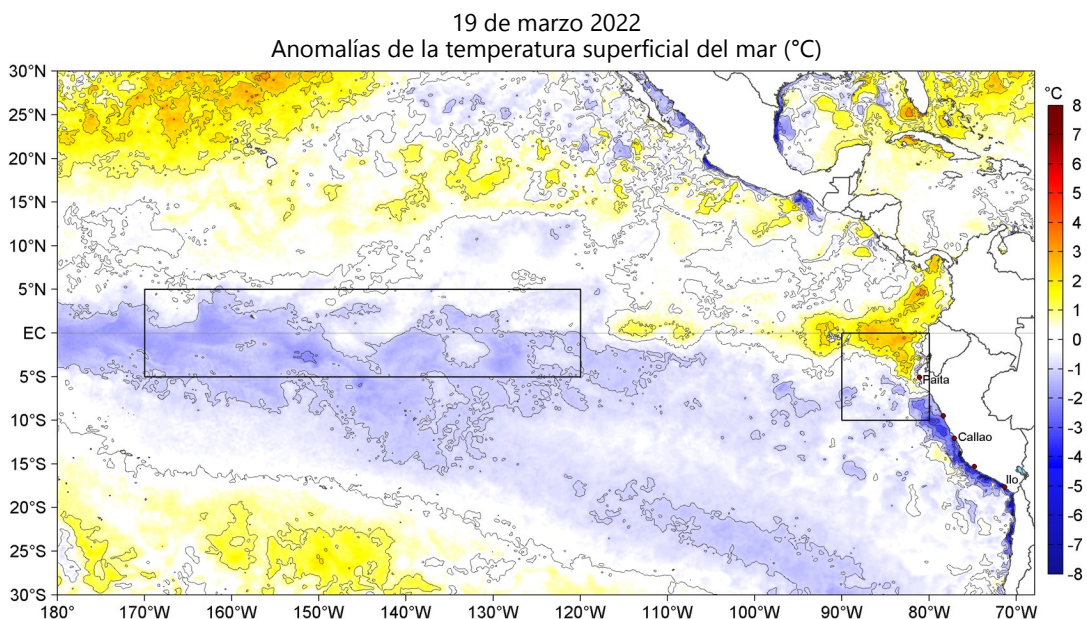 19 de marzo 2022
Anomalías de la temperatura superficial del mar (°C)
30°N
25°N
20°N
15°N
10°N
5°N
EC
5°S
10°S
15°S
20°S
25°S
30°S
180 170°W 160°W 150°W 140°W 130°W 120°W 110°W 100°W 90°W 80°W 70°W
Paita
Callao
Ilo
°C
8
7
6
5
4
3
2
1
0
-1
-2
-3
-4
-5
-6
-7
-8